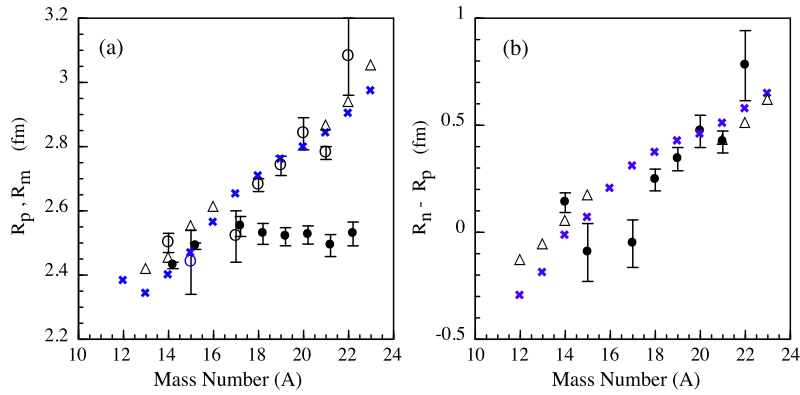 (a)
3.2
3
2.8
2.6
2.4
2.2
10 12 14 16 18 20 22 24
Mass Number (A)
Rp , Rm (fm)
(b)
1
0.5
0
-0.5
10 12 14 16 18 20 22 24
Mass Number (A)
Rn - Rp (fm)